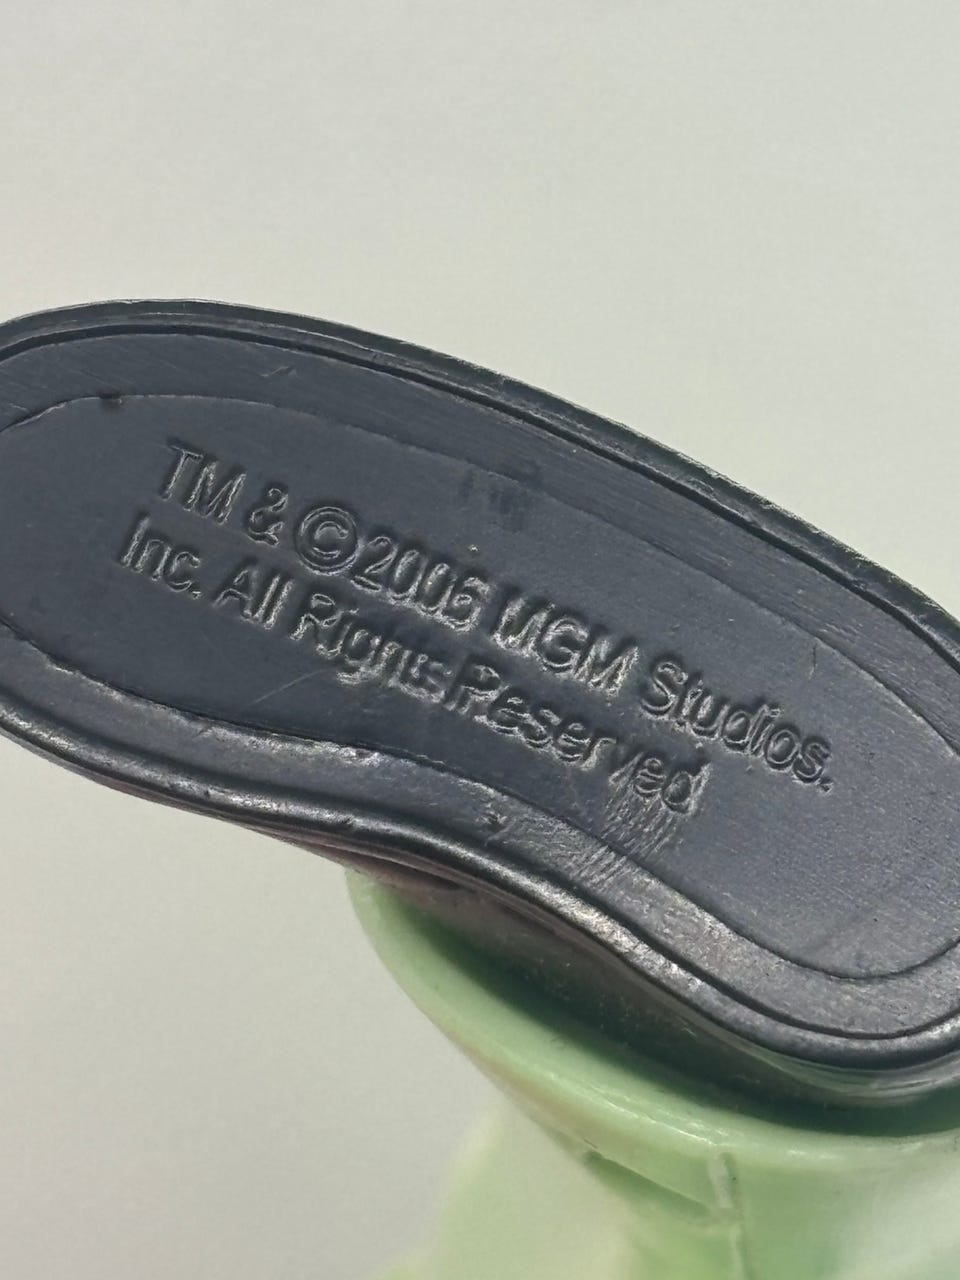 TM & ©2005 MGM Studios.
Inc. All Rights Reserved